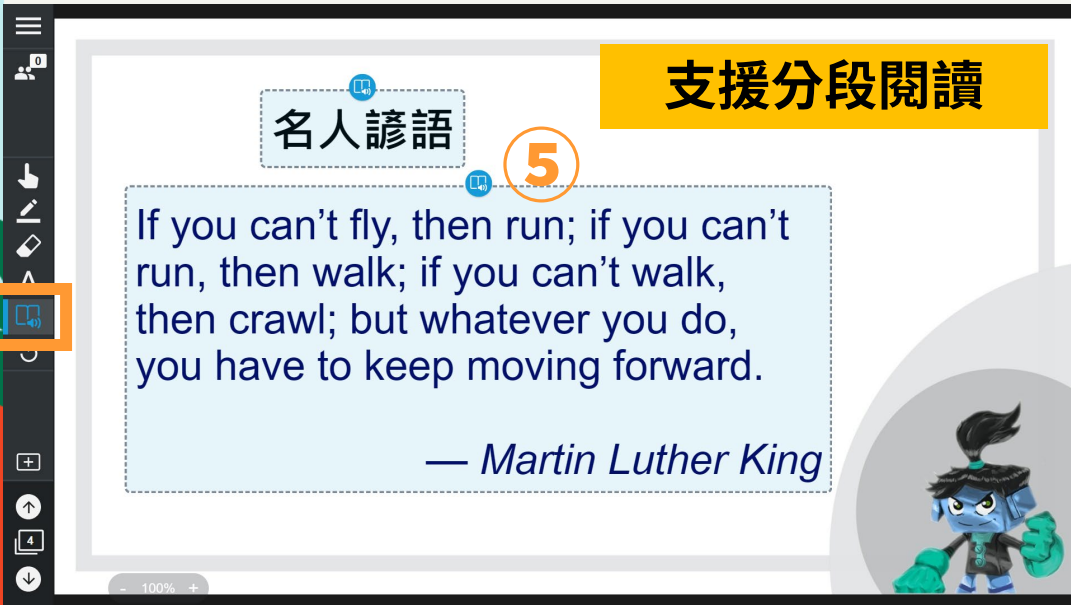 0
支援分段閱讀
名人諺語
5
If you can’t fly, then run; if you can’t
run, then walk; if you can’t walk,
then crawl; but whatever you do,
you have to keep moving forward.
— Martin Luther King
4
- 100% +